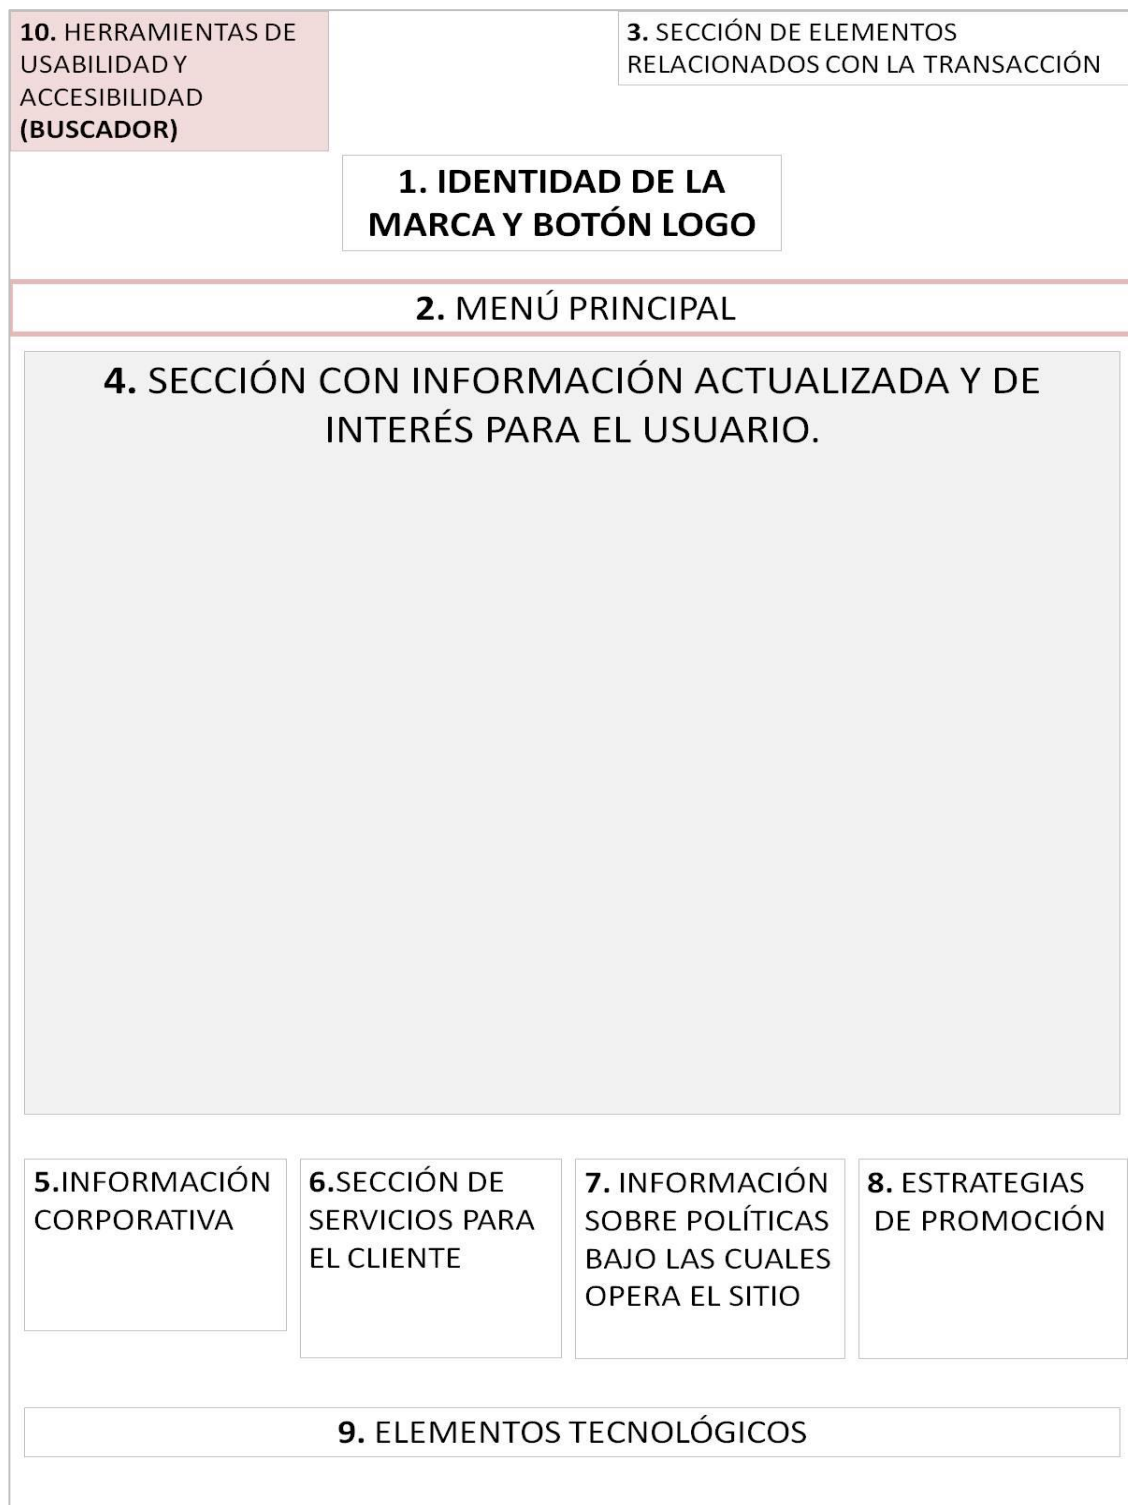 10. HERRAMIENTAS DE
USABILIDAD Y
ACCESIBILIDAD
(BUSCADOR)
3. SECCIÓN DE ELEMENTOS
RELACIONADOS CON LA TRANSACCIÓN
1. IDENTIDAD DE LA
MARCA Y BOTÓN LOGO
2. MENÚ PRINCIPAL
4. SECCIÓN CON INFORMACIÓN ACTUALIZADA Y DE
INTERÉS PARA EL USUARIO.
5.INFORMACIÓN
CORPORATIVA
6.SECCIÓN DE
SERVICIOS PARA
EL CLIENTE
7. INFORMACIÓN
SOBRE POLÍTICAS
BAJO LAS CUALES
OPERA EL SITIO
8. ESTRATEGIAS
DE PROMOCIÓN
9. ELEMENTOS TECNOLÓGICOS